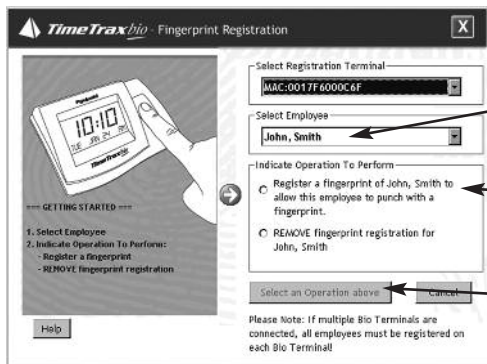 TimeTrax bio - Fingerprint Registration
X
10:10
TUE JAN 24 AM
TimeTrax bio
=== GETTING STARTED ===
1. Select Employee
2. Indicate Operation To Perform:
- Register a fingerprint
- REMOVE fingerprint registration
Help
Select Registration Terminal
MAC:0017F6000C6F
Select Employee
John, Smith
Indicate Operation To Perform
Register a fingerprint of John, Smith to
allow this employee to punch with a
fingerprint.
REMOVE fingerprint registration for
John, Smith
Select an Operation above
Cancel
Please Note: If multiple Bio Terminals are
connected, all employees must be registered on
each Bio Terminal!